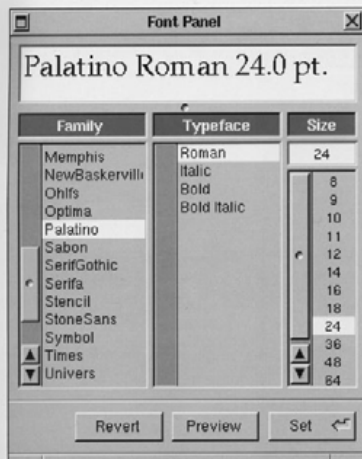 Font Panel
Palatino Roman 24.0 pt.
Family
Memphis
NewBaskervill
Ohlfs
Optima
Palatino
Sabon
SerifGothic
Serifa
Stencil
StoneSans
Symbol
Times
Univers
Typeface
Roman
Italic
Bold
Bold Italic
Size
24
8
9
10
11
12
14
16
18
24
36
48
64
Revert
Preview
Set